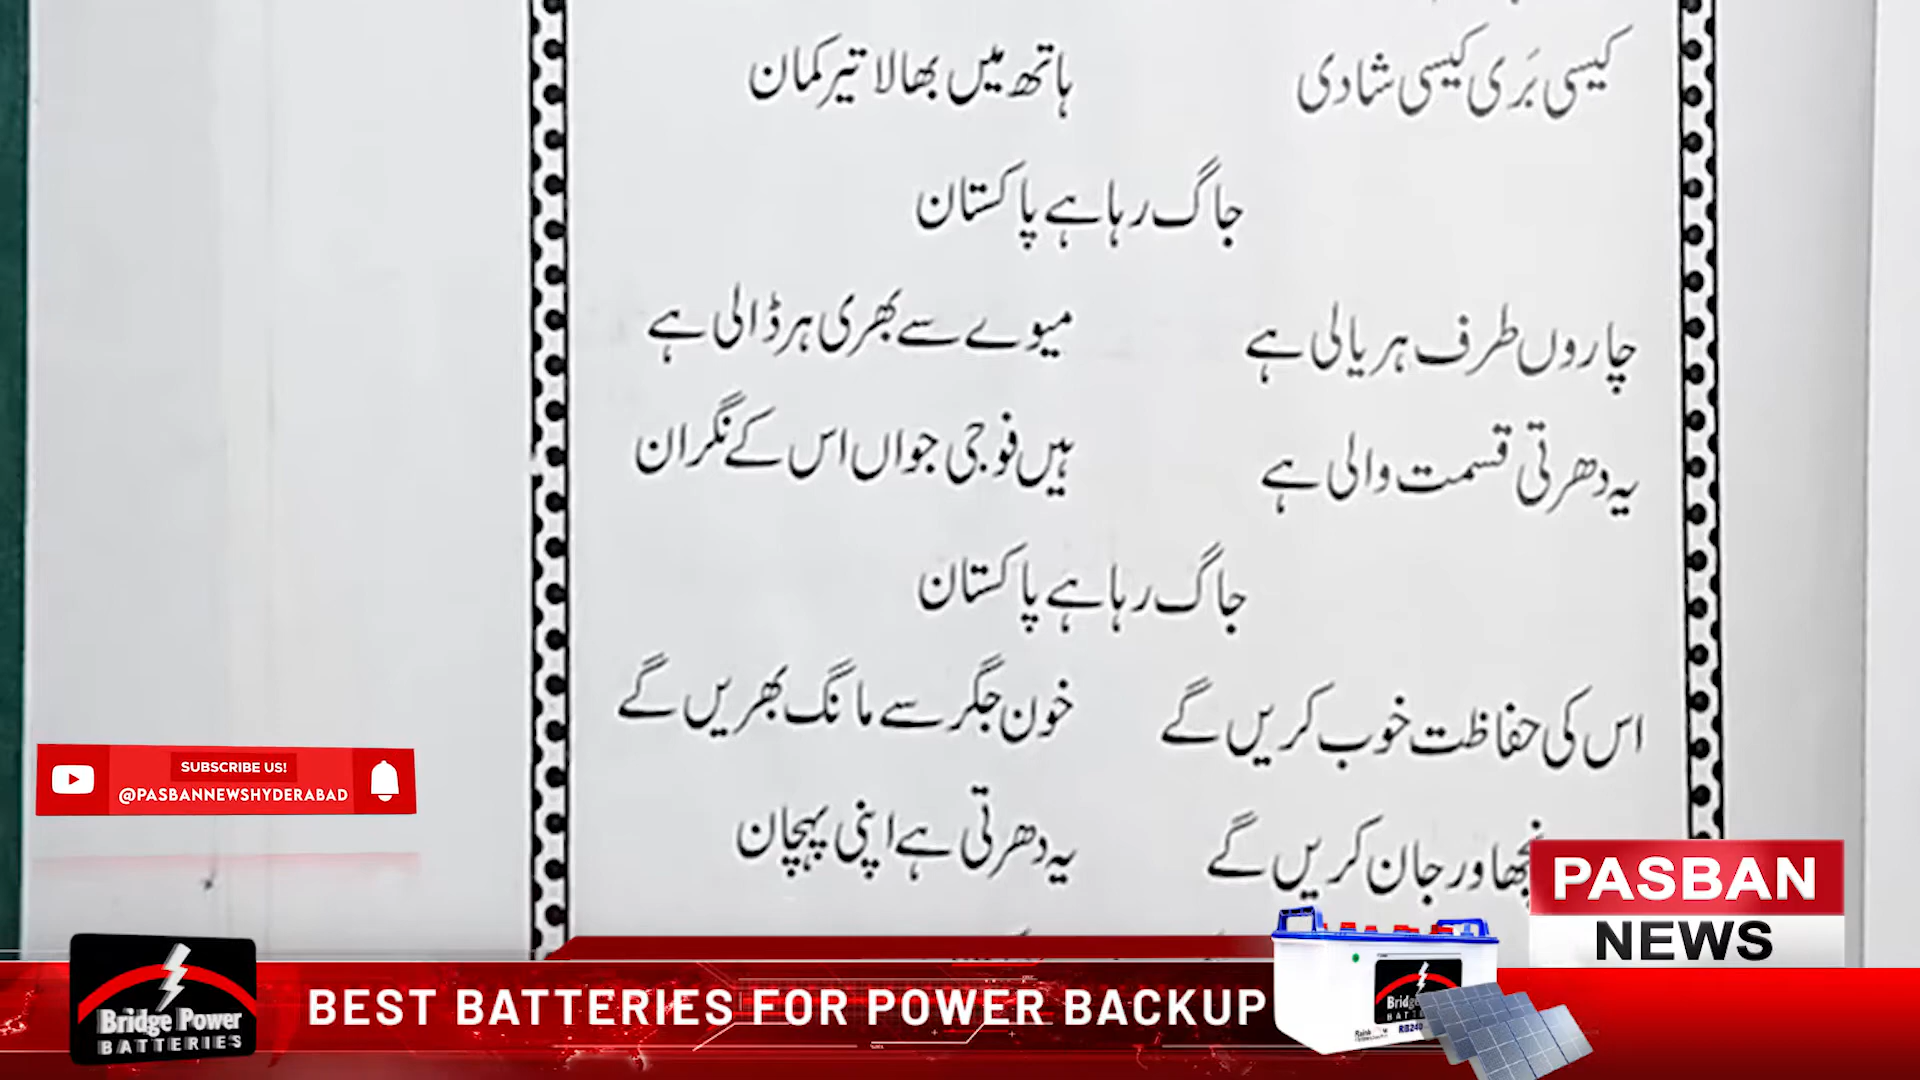 کیسی بَری کیسی شادی ہاتھ میں بھالا تیر کمان
جاگ رہا ہے پاکستان
چاروں طرف ہریالی ہے میوے سے بھری ہر ڈالی ہے
یہ دھرتی قسمت والی ہے ہیں فوجی جواں اس کے نگران
جاگ رہا ہے پاکستان
اس کی حفاظت خوب کریں گے خون جگر سے مانگ بھریں گے
جان کریں گے یہ دھرتی ہے اپنی پہچان
SUBSCRIBE US!
@PASBANNEWSHYDERABAD
PASBAN
NEWS
Bridge Power
BATTERIES
BEST BATTERIES FOR POWER BACKUP